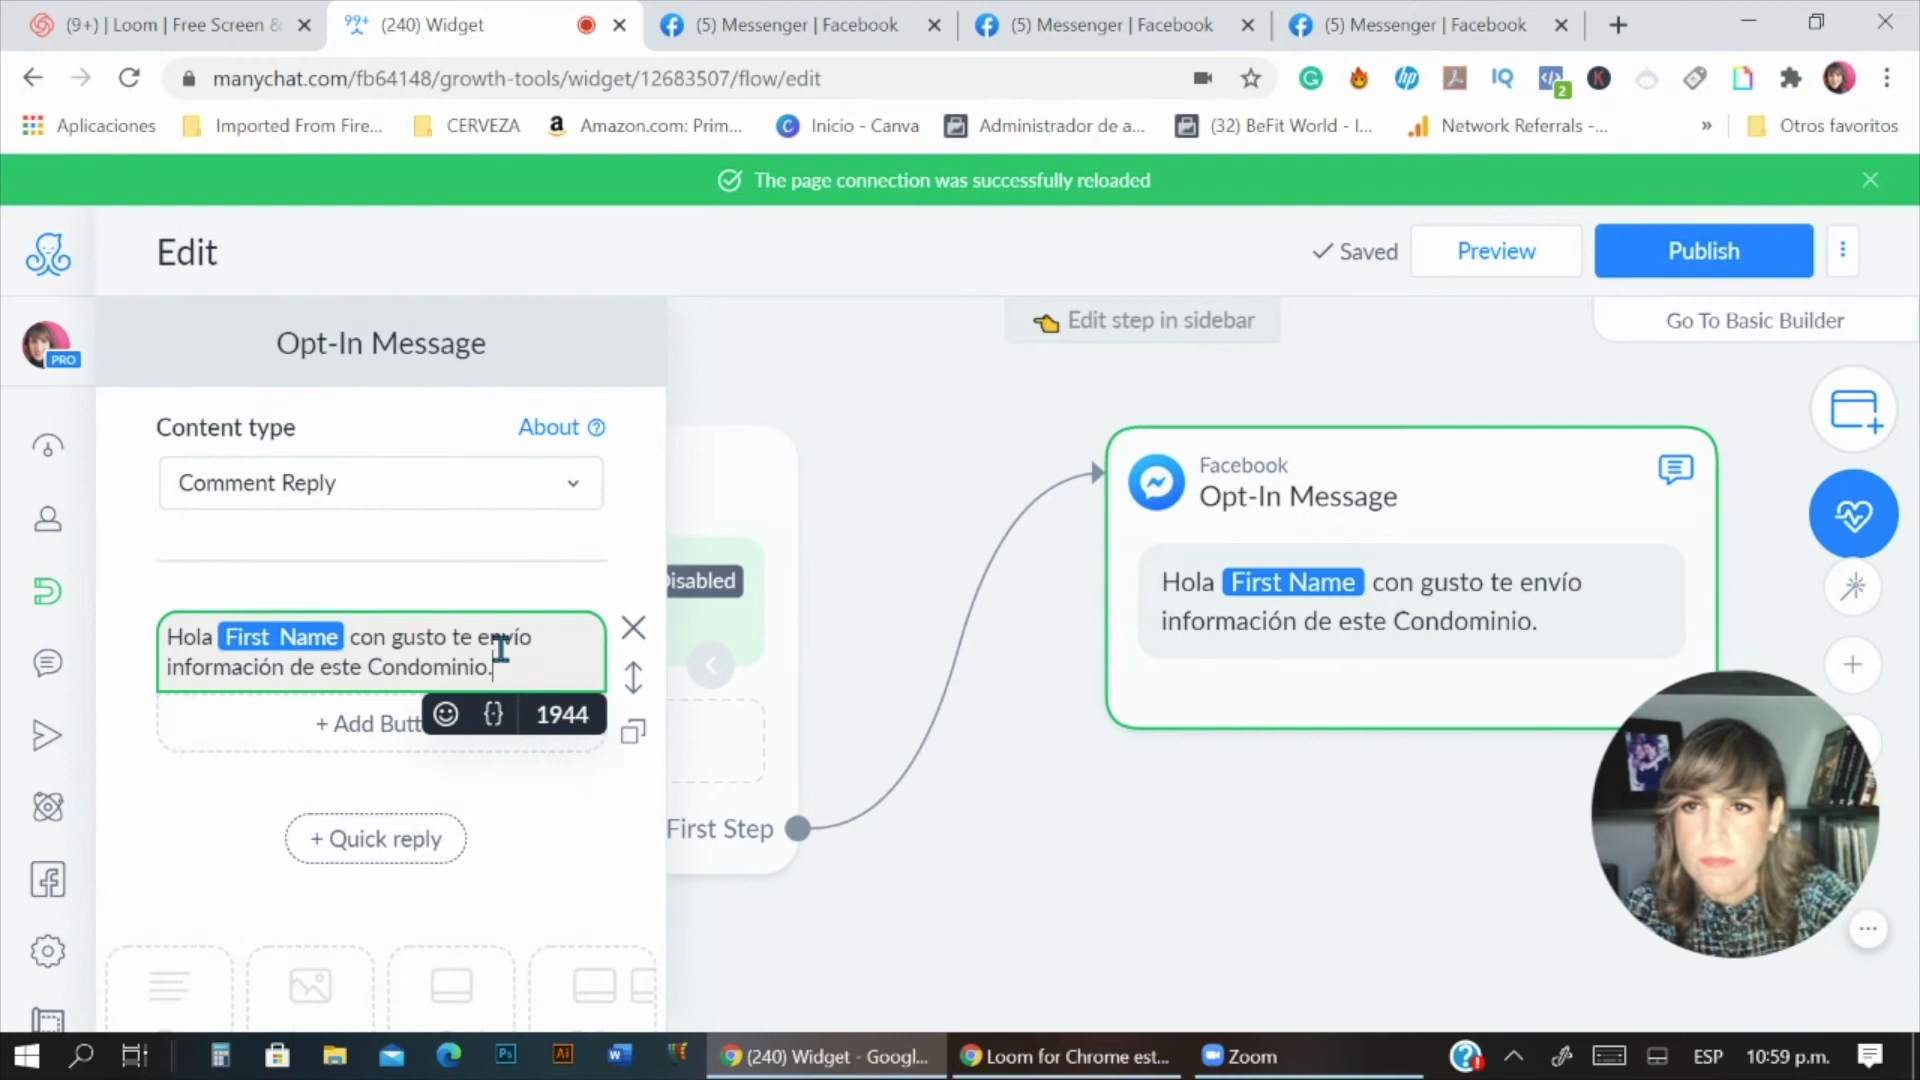 (9+) | Loom | Free Screen &
99+
(240) Widget
(5) Messenger | Facebook
(5) Messenger | Facebook
(5) Messenger | Facebook
manychat.com/fb64148/growth-tools/widget/12683507/flow/edit
IQ
2
K
Aplicaciones
Imported From Fire...
CERVEZA
Amazon.com: Prim...
Inicio - Canva
Administrador de a...
(32) BeFit World - I...
Network Referrals -...
»
Otros favoritos
The page connection was successfully reloaded
Edit
Saved
Preview
Publish
Edit step in sidebar
Go To Basic Builder
PRO
Opt-In Message
Content type
About
Comment Reply
Hola First Name con gusto te envío
información de este Condominio.
+ Add Butt
1944
+ Quick reply
isabled
First Step
Facebook
Opt-In Message
Hola First Name con gusto te envío
información de este Condominio.
Ps
Ai
(240) Widget - Googl...
Loom for Chrome est...
Zoom
ESP
10:59 p.m.